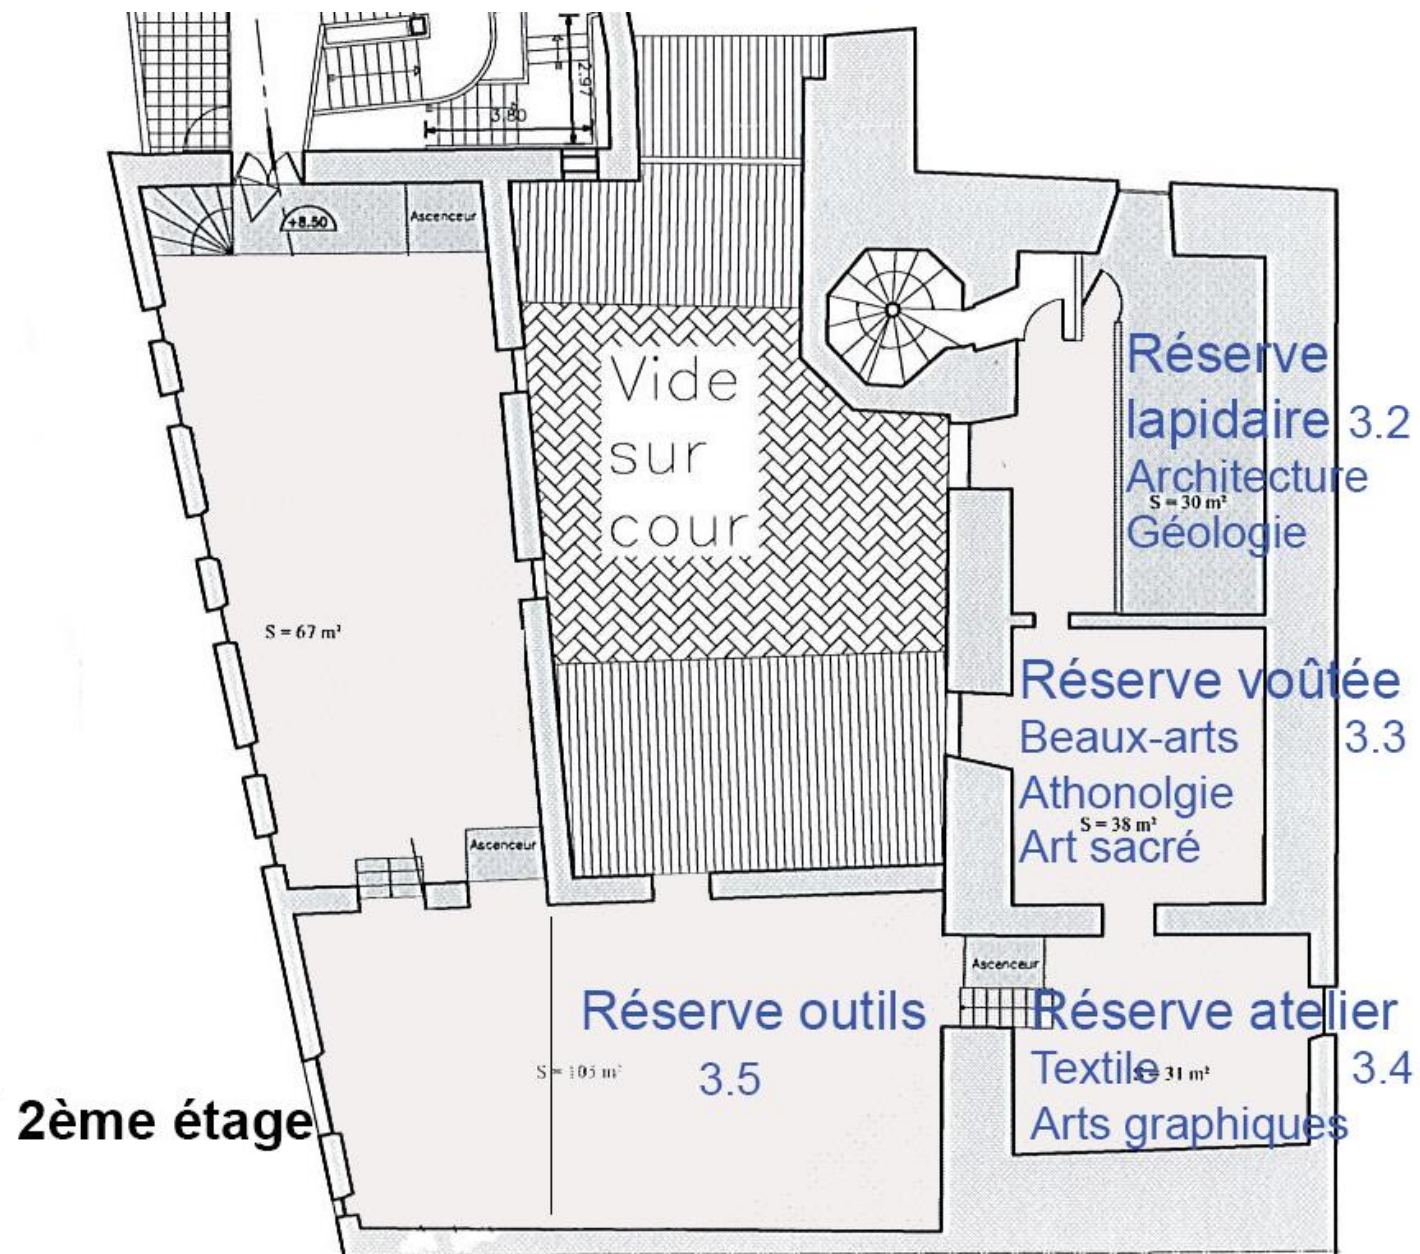 2.97
3.80
+8.50
Ascenceur
Vide
sur
cour
Réserve
lapidaire 3.2
Architecture
S = 30 m²
Géologie
S = 67 m²
Réserve voûtée
Beaux-arts 3.3
Athonolgie
S = 38 m²
Art sacré
Ascenceur
Ascenceur
Réserve outils
Réserve atelier
S = 105 m²
3.5
Textile S = 31 m² 3.4
Arts graphiques
2ème étage